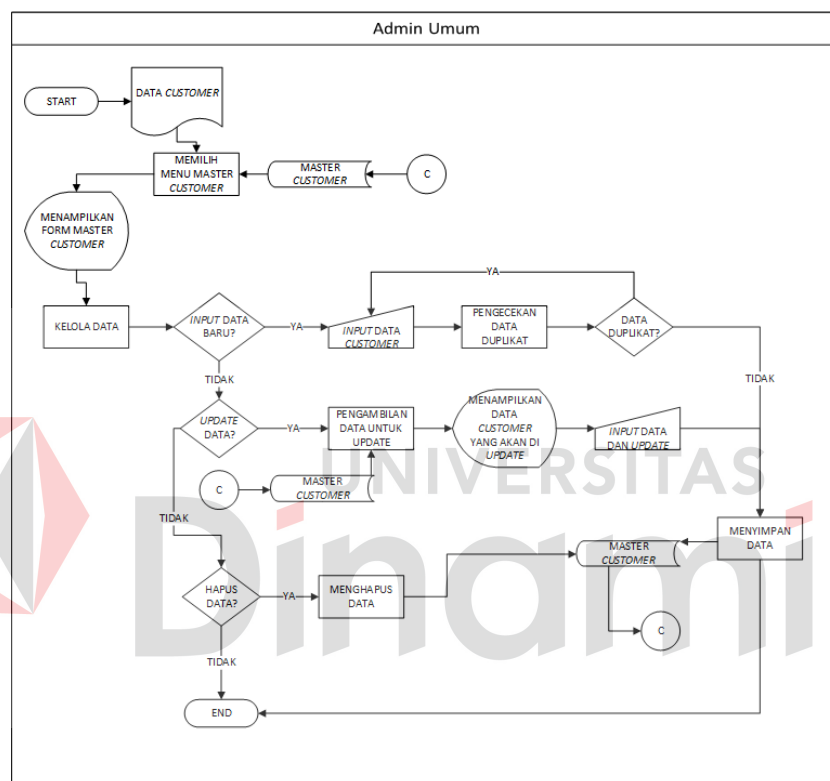 Admin Umum
START
DATA CUSTOMER
MEMILIH
MENU MASTER
CUSTOMER
MASTER
CUSTOMER
C
MENAMPILKAN
FORM MASTER
CUSTOMER
YA
KELOLA DATA
INPUT DATA
BARU?
YA
INPUT DATA
CUSTOMER
PENGECEKAN
DATA
DUPLIKAT
DATA
DUPLIKAT?
TIDAK
TIDAK
UPDATE
DATA?
YA
PENGAMBILAN
DATA UNTUK
UPDATE
MENAMPILKAN
DATA
CUSTOMER
YANG AKAN DI
UPDATE
INPUT DATA
DAN UPDATE
UNIVERSITAS
C
MASTER
CUSTOMER
TIDAK
Dinami
MASTER
CUSTOMER
MENYIMPAN
DATA
HAPUS
DATA?
YA
MENGHAPUS
DATA
C
TIDAK
END